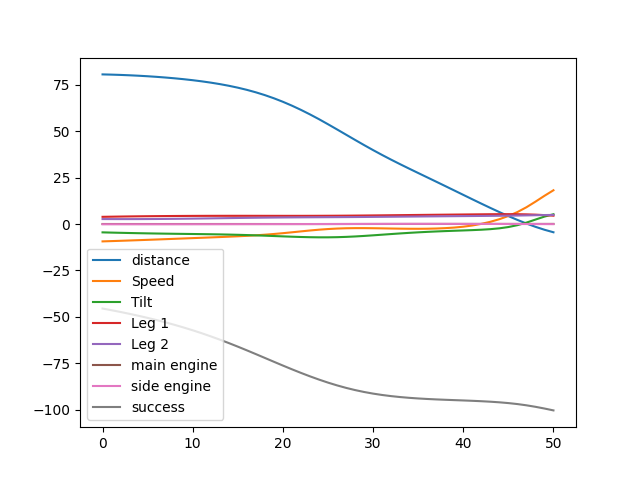 75
50
25
0
−25
−50
−75
−100
distance
Speed
Tilt
Leg 1
Leg 2
main engine
side engine
success
0 10 20 30 40 50